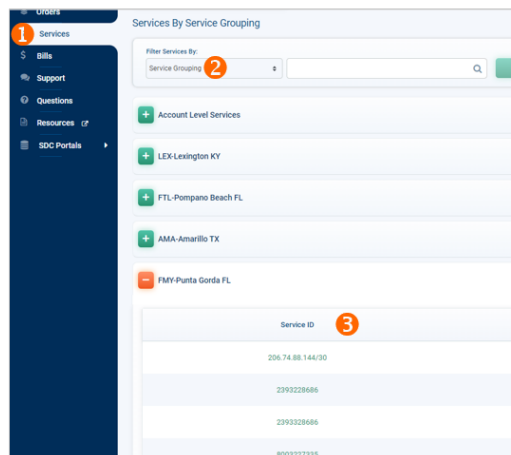 Orders
1
Services
$ Bills
Support
Questions
Resources
SDC Portals
Services By Service Grouping
Filter Services By:
Service Grouping 2
Account Level Services
LEX-Lexington KY
FTL-Pompano Beach FL
AMA-Amarillo TX
FMY-Punta Gorda FL
Service ID 3
206.74.88.144/30
2393228686
2393328686